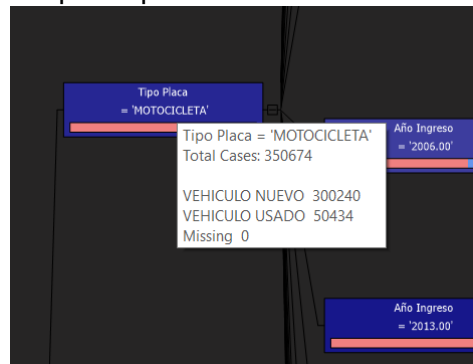 Tipo Placa
= 'MOTOCICLETA'
Tipo Placa = 'MOTOCICLETA'
Total Cases: 350674
VEHICULO NUEVO 300240
VEHICULO USADO 50434
Missing 0
Año Ingreso
= '2006.00'
Año Ingreso
= '2013.00'